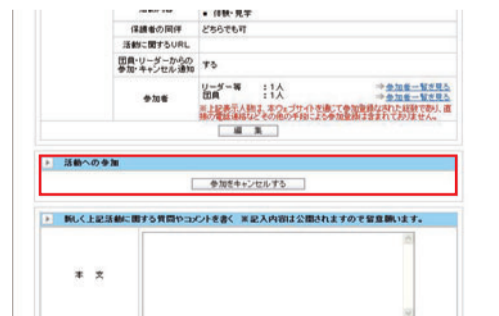 • 体験・見学
保護者の同伴 どちらでも可
活動に関するURL
団員・リーダーからの
参加・キャンセル通知 する
参加者
リーダー等 :1人 ⇒参加者一覧を見る
団員 :1人 ⇒参加者一覧を見る
※上記表示人数は、本ウェブサイトを通じて参加登録なされた総数であり、直
接の電話連絡などその他の手段による参加登録は含まれておりません。
編 集
活動への参加
参加をキャンセルする
新しく上記活動に関する質問やコメントを書く ※記入内容は公開されますので留意願います。
本 文